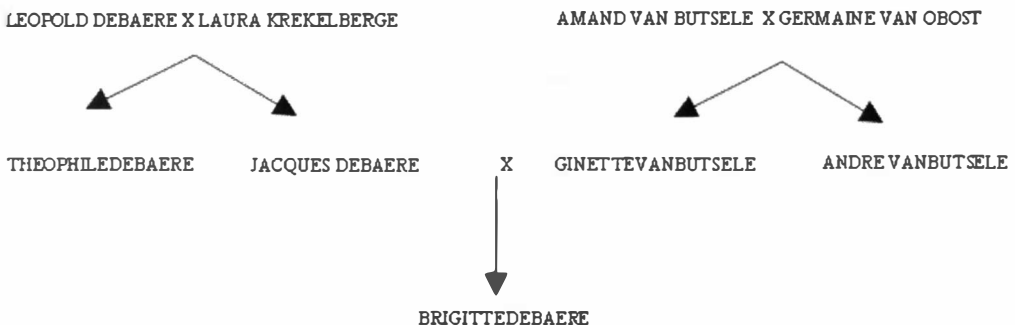 LEOPOLD DEBAERE X LAURA KREKELBERGE
AMAND VAN BUTSELE X GERMAINE VAN OBOST
THEOPHILEDEBAERE JACQUES DEBAERE X GINETTEVANBUTSELE ANDRE VANBUTSELE
BRIGITTEDEBAERE